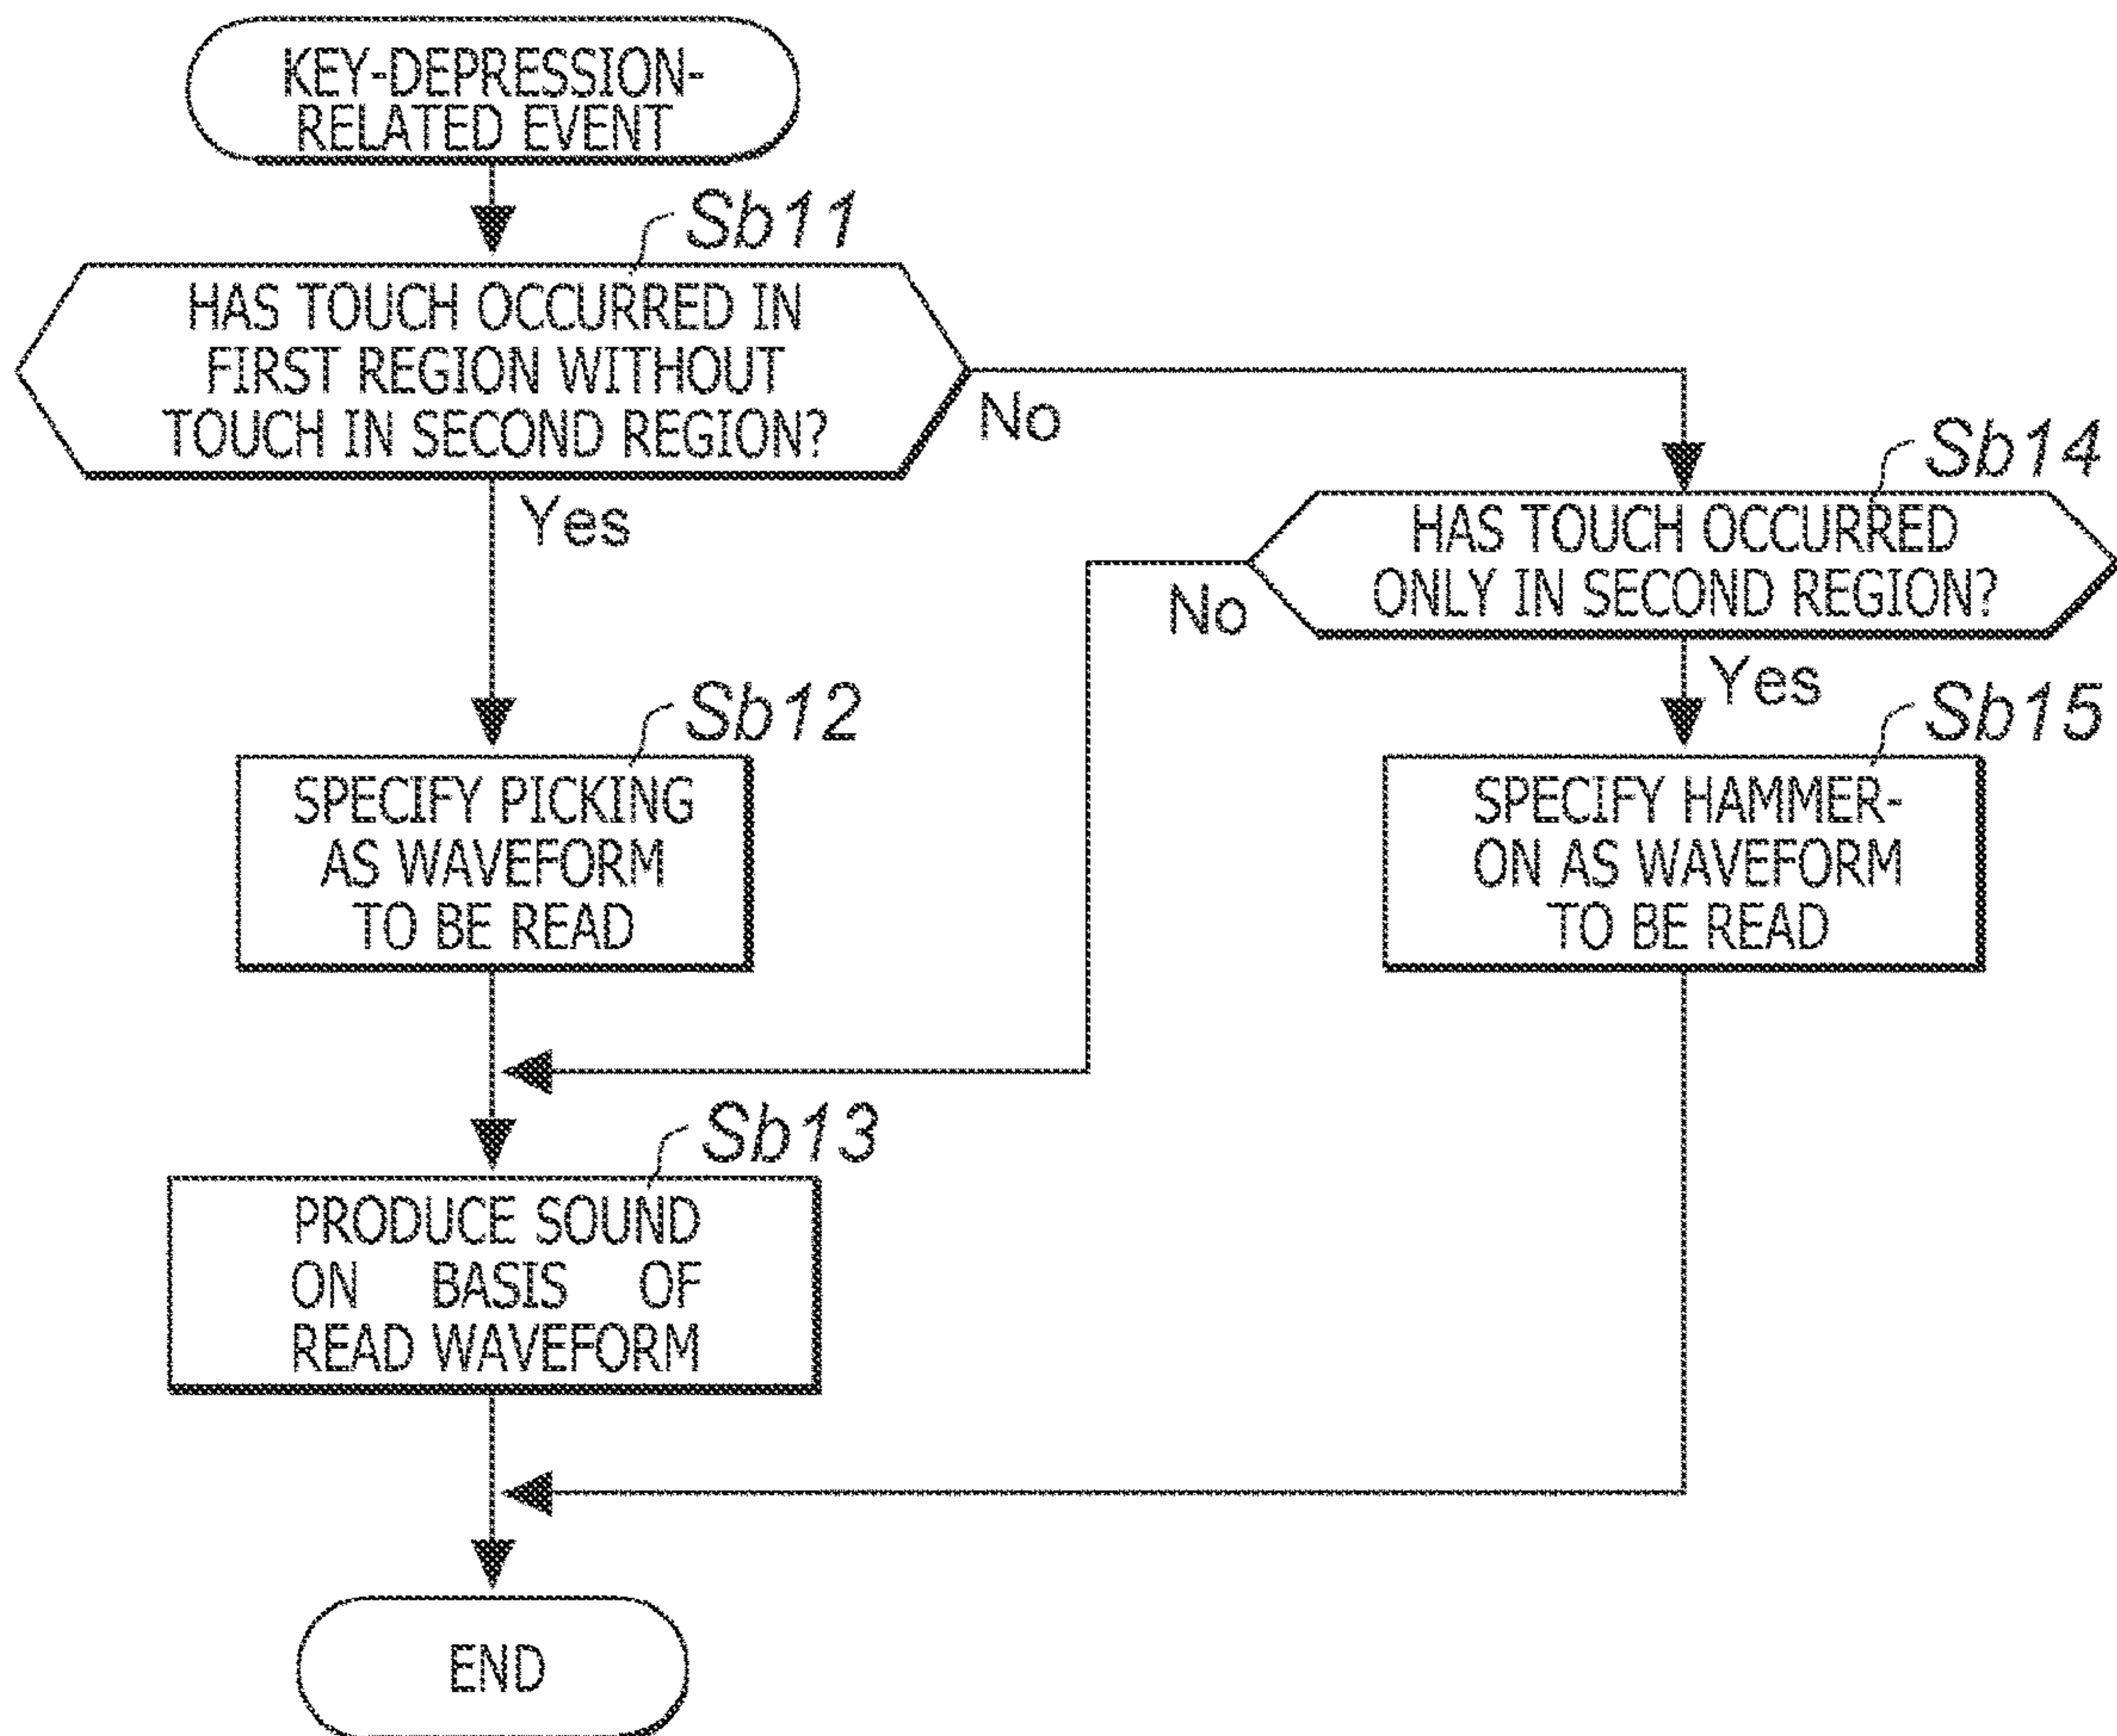 KEY-DEPRESSION-
RELATED EVENT
Sb11
HAS TOUCH OCCURRED IN
FIRST REGION WITHOUT
TOUCH IN SECOND REGION?
No
Yes
Sb14
HAS TOUCH OCCURRED
ONLY IN SECOND REGION?
No
Yes
Sb12
SPECIFY PICKING
AS WAVEFORM
TO BE READ
Sb15
SPECIFY HAMMER-
ON AS WAVEFORM
TO BE READ
Sb13
PRODUCE SOUND
ON BASIS OF
READ WAVEFORM
END